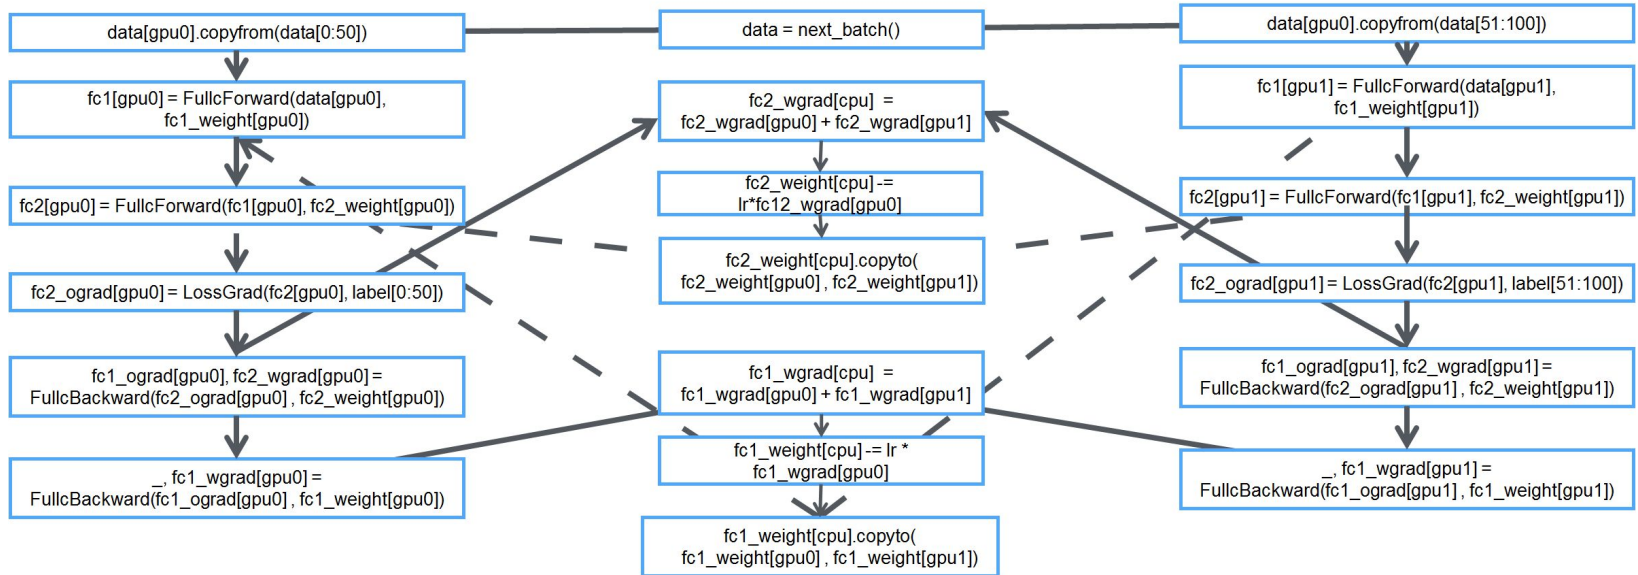 data[gpu0].copyfrom(data[0:50])
data = next_batch()
data[gpu0].copyfrom(data[51:100])
fc1[gpu0] = FullcForward(data[gpu0],
fc1_weight[gpu0])
fc2_wgrad[cpu] =
fc2_wgrad[gpu0] + fc2_wgrad[gpu1]
fc1[gpu1] = FullcForward(data[gpu1],
fc1_weight[gpu1])
fc2[gpu0] = FullcForward(fc1[gpu0], fc2_weight[gpu0])
fc2_weight[cpu] -=
lr*fc12_wgrad[gpu0]
fc2[gpu1] = FullcForward(fc1[gpu1], fc2_weight[gpu1])
fc2_ograd[gpu0] = LossGrad(fc2[gpu0], label[0:50])
fc2_weight[cpu].copyto(
fc2_weight[gpu0] , fc2_weight[gpu1])
fc2_ograd[gpu1] = LossGrad(fc2[gpu1], label[51:100])
fc1_ograd[gpu0], fc2_wgrad[gpu0] =
FullcBackward(fc2_ograd[gpu0] , fc2_weight[gpu0])
fc1_wgrad[cpu] =
fc1_wgrad[gpu0] + fc1_wgrad[gpu1]
fc1_ograd[gpu1], fc2_wgrad[gpu1] =
FullcBackward(fc2_ograd[gpu1] , fc2_weight[gpu1])
_, fc1_wgrad[gpu0] =
FullcBackward(fc1_ograd[gpu0] , fc1_weight[gpu0])
fc1_weight[cpu] -= lr *
fc1_wgrad[gpu0]
_, fc1_wgrad[gpu1] =
FullcBackward(fc1_ograd[gpu1] , fc1_weight[gpu1])
fc1_weight[cpu].copyto(
fc1_weight[gpu0] , fc1_weight[gpu1])